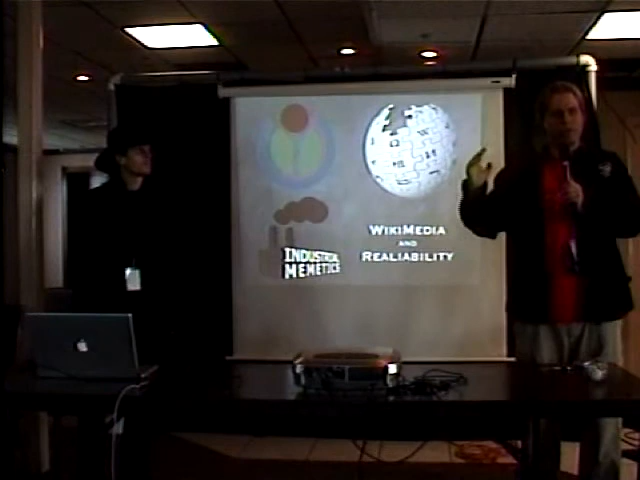 INDUSTRIAL
MEMETICS
WIKIMEDIA
AND
REALIABILITY